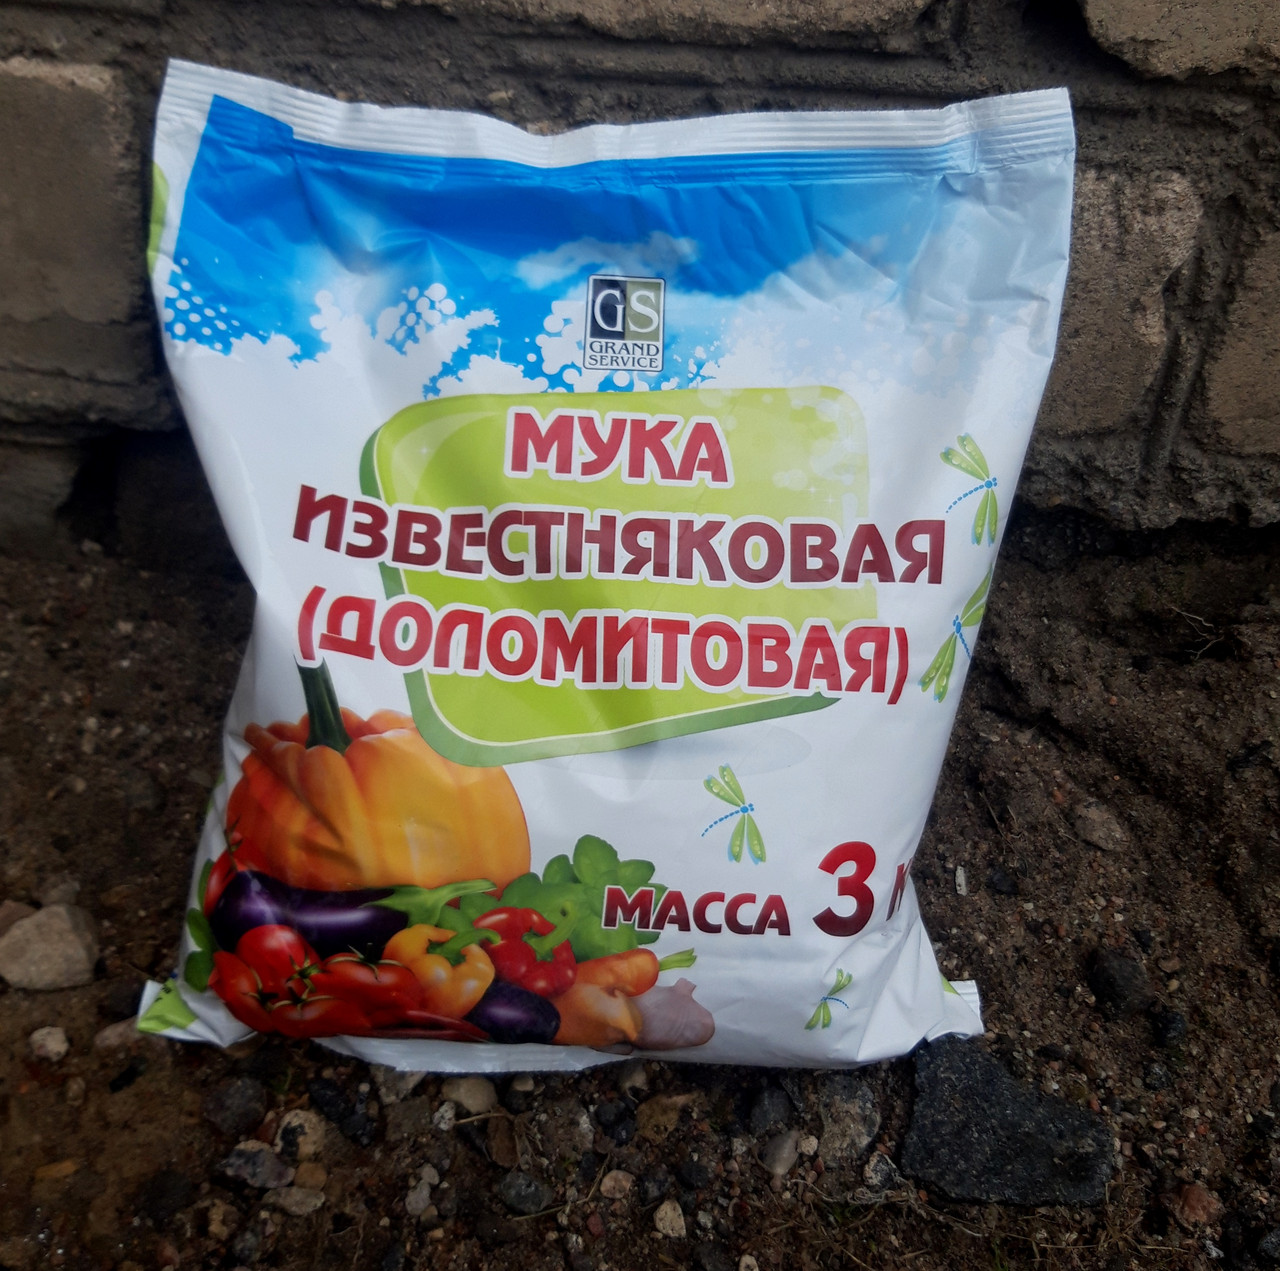 GS
GRAND
SERVICE
МУКА
ИЗВЕСТНЯКОВАЯ
(ДОЛОМИТОВАЯ)
МАССА 3